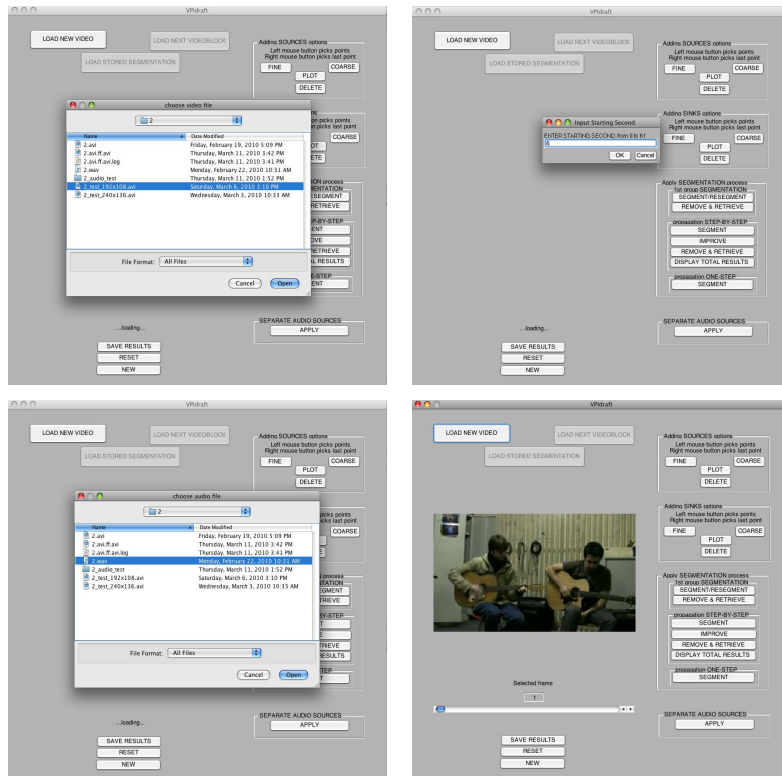 VPIdraft
LOAD NEW VIDEO
LOAD NEXT VIDEOBLOCK
LOAD STORED SEGMENTATION
Adding SOURCES options
Left mouse button picks points
Right mouse button picks last point
FINE
COARSE
PLOT
DELETE
choose video file
2
Name Date Modified
2.avi Friday, February 19, 2010 5:09 PM
2.avi.ff.avi Thursday, March 11, 2010 3:42 PM
2.avi.ff.avi.log Thursday, March 11, 2010 3:41 PM
2.wav Monday, February 22, 2010 10:31 AM
2_audio_test Thursday, March 11, 2010 1:52 PM
2_test_192x108.avi Saturday, March 6, 2010 3:10 PM
2_test_240x136.avi Wednesday, March 3, 2010 10:33 AM
File Format: All Files
Cancel
Open
...loading...
SEPARATE AUDIO SOURCES
APPLY
SAVE RESULTS
RESET
NEW
VPIdraft
LOAD NEW VIDEO
LOAD NEXT VIDEOBLOCK
LOAD STORED SEGMENTATION
Adding SOURCES options
Left mouse button picks points
Right mouse button picks last point
FINE
COARSE
PLOT
DELETE
Input Starting Second
ENTER STARTING SECOND: from 0 to 61
OK
Cancel
Adding SINKS options
Left mouse button picks points
Right mouse button picks last point
FINE
COARSE
PLOT
DELETE
Apply SEGMENTATION process
1st group SEGMENTATION
SEGMENT/RESEGMENT
REMOVE & RETRIEVE
propagation STEP-BY-STEP
SEGMENT
IMPROVE
REMOVE & RETRIEVE
DISPLAY TOTAL RESULTS
propagation ONE-STEP
SEGMENT
...loading...
SEPARATE AUDIO SOURCES
APPLY
SAVE RESULTS
RESET
NEW
VPIdraft
LOAD NEW VIDEO
LOAD NEXT VIDEOBLOCK
LOAD STORED SEGMENTATION
Adding SOURCES options
Left mouse button picks points
Right mouse button picks last point
FINE
COARSE
PLOT
DELETE
choose audio file
2
Name Date Modified
2.avi Friday, February 19, 2010 5:09 PM
2.avi.ff.avi Thursday, March 11, 2010 3:42 PM
2.avi.ff.avi.log Thursday, March 11, 2010 3:41 PM
2.wav Monday, February 22, 2010 10:31 AM
2_audio_test Thursday, March 11, 2010 1:52 PM
2_test_192x108.avi Saturday, March 6, 2010 3:10 PM
2_test_240x136.avi Wednesday, March 3, 2010 10:33 AM
File Format: All Files
Cancel
Open
...loading...
SEPARATE AUDIO SOURCES
APPLY
SAVE RESULTS
RESET
NEW
VPIdraft
LOAD NEW VIDEO
LOAD NEXT VIDEOBLOCK
LOAD STORED SEGMENTATION
Adding SOURCES options
Left mouse button picks points
Right mouse button picks last point
FINE
COARSE
PLOT
DELETE
Adding SINKS options
Left mouse button picks points
Right mouse button picks last point
FINE
COARSE
PLOT
DELETE
Apply SEGMENTATION process
1st group SEGMENTATION
SEGMENT/RESEGMENT
REMOVE & RETRIEVE
propagation STEP-BY-STEP
SEGMENT
IMPROVE
REMOVE & RETRIEVE
DISPLAY TOTAL RESULTS
propagation ONE-STEP
SEGMENT
Selected frame
1
SEPARATE AUDIO SOURCES
APPLY
SAVE RESULTS
RESET
NEW